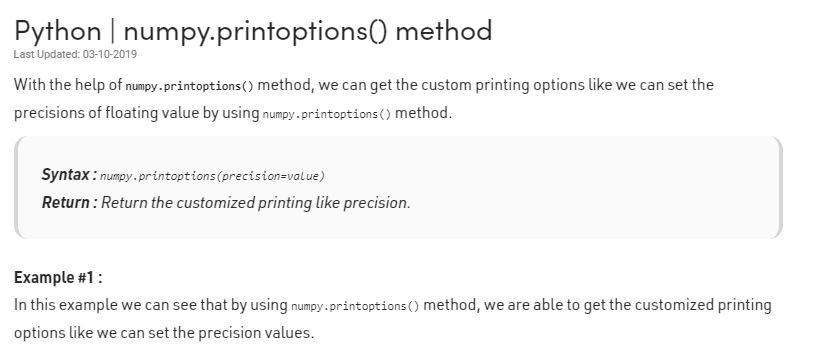 Python | numpy.printoptions() method
Last Updated: 03-10-2019
With the help of numpy.printoptions() method, we can get the custom printing options like we can set the
precisions of floating value by using numpy.printoptions() method.
Syntax : numpy.printoptions(precision=value)
Return : Return the customized printing like precision.
Example #1 :
In this example we can see that by using numpy.printoptions() method, we are able to get the customized printing
options like we can set the precision values.